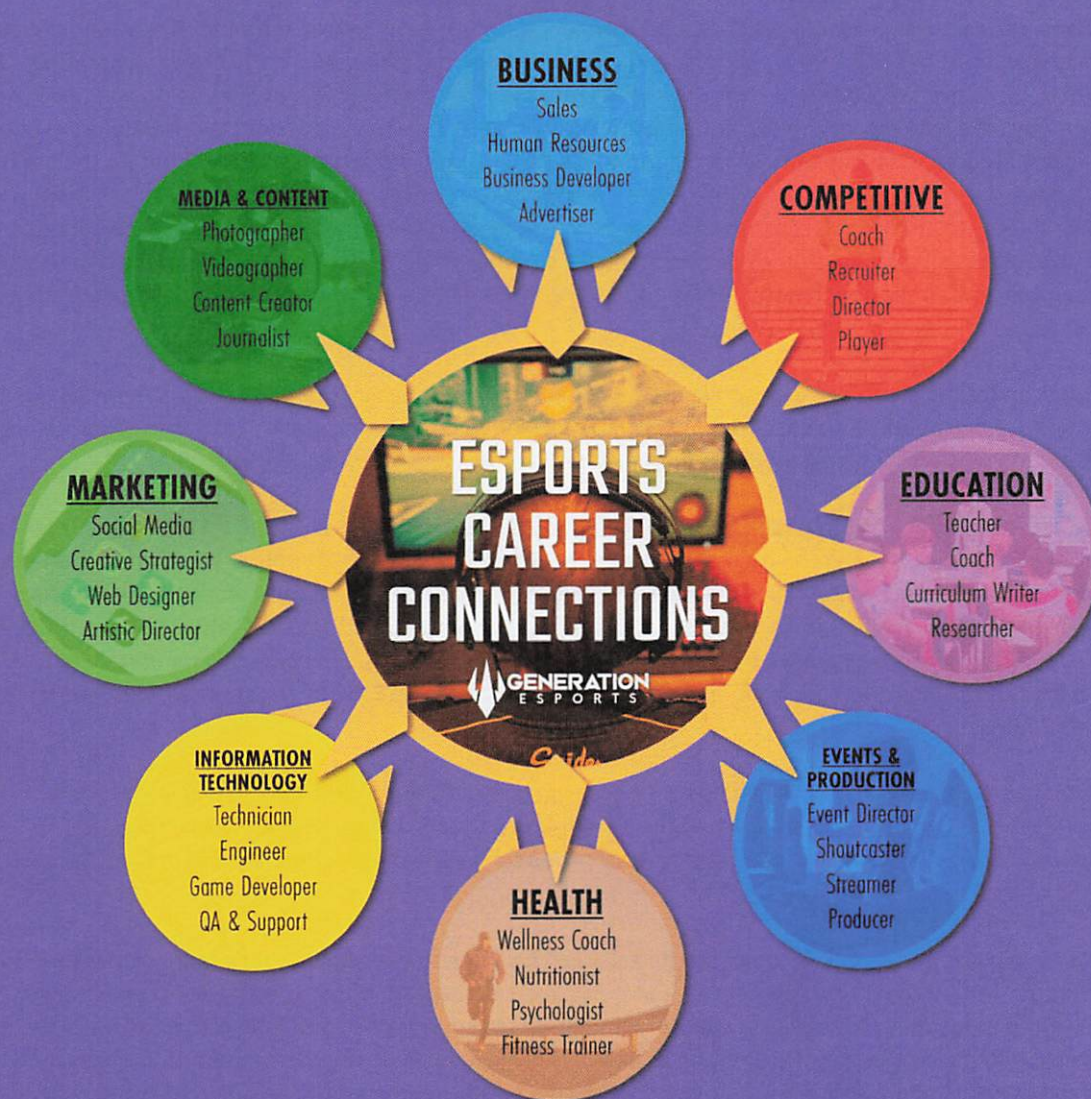 BUSINESS
Sales
Human Resources
Business Developer
Advertiser
COMPETITIVE
Coach
Recruiter
Director
Player
EDUCATION
Teacher
Coach
Curriculum Writer
Researcher
EVENTS &
PRODUCTION
Event Director
Shoutcaster
Streamer
Producer
HEALTH
Wellness Coach
Nutritionist
Psychologist
Fitness Trainer
INFORMATION
TECHNOLOGY
Technician
Engineer
Game Developer
QA & Support
MARKETING
Social Media
Creative Strategist
Web Designer
Artistic Director
MEDIA & CONTENT
Photographer
Videographer
Content Creator
Journalist
ESPORTS
CAREER
CONNECTIONS
GENERATION
ESPORTS